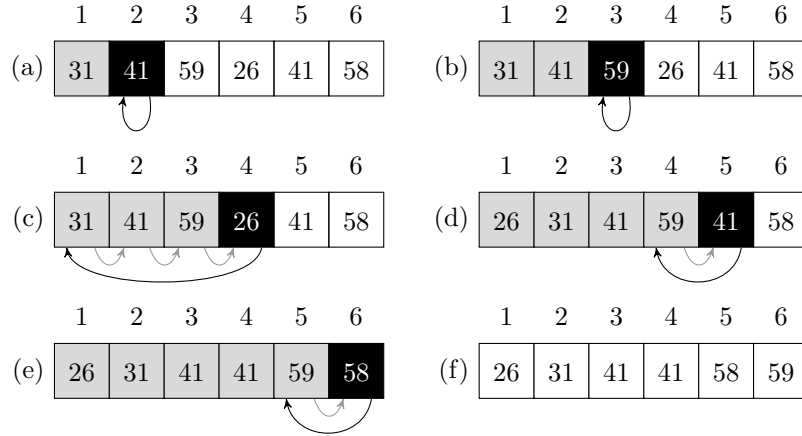 1 2 3 4 5 6
(a) 31 41 59 26 41 58
1 2 3 4 5 6
(b) 31 41 59 26 41 58
1 2 3 4 5 6
(c) 31 41 59 26 41 58
1 2 3 4 5 6
(d) 26 31 41 59 41 58
1 2 3 4 5 6
(e) 26 31 41 41 59 58
1 2 3 4 5 6
(f) 26 31 41 41 58 59